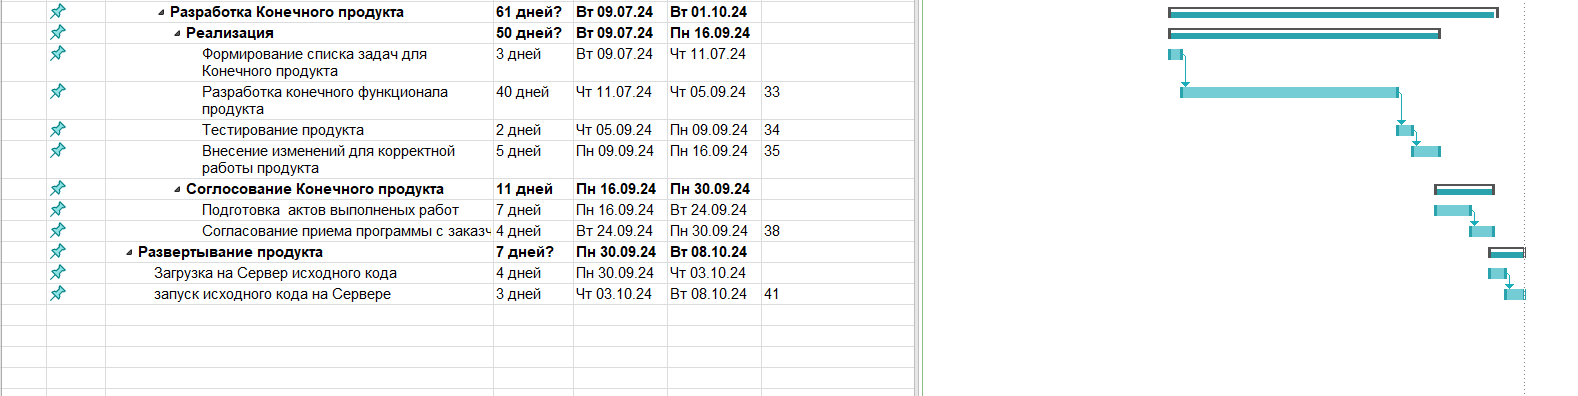 Разработка Конечного продукта 61 дней? Вт 09.07.24 Вт 01.10.24
Реализация 50 дней? Вт 09.07.24 Пн 16.09.24
Формирование списка задач для 3 дней Вт 09.07.24 Чт 11.07.24
Конечного продукта
Разработка конечного функционала 40 дней Чт 11.07.24 Чт 05.09.24 33
продукта
Тестирование продукта 2 дней Чт 05.09.24 Пн 09.09.24 34
Внесение изменений для корректной 5 дней Пн 09.09.24 Пн 16.09.24 35
работы продукта
Соглосование Конечного продукта 11 дней Пн 16.09.24 Пн 30.09.24
Подготовка актов выполненых работ 7 дней Пн 16.09.24 Вт 24.09.24
Согласование приема программы с заказч 4 дней Вт 24.09.24 Пн 30.09.24 38
Развертывание продукта 7 дней? Пн 30.09.24 Вт 08.10.24
Загрузка на Сервер исходного кода 4 дней Пн 30.09.24 Чт 03.10.24
запуск исходного кода на Сервере 3 дней Чт 03.10.24 Вт 08.10.24 41